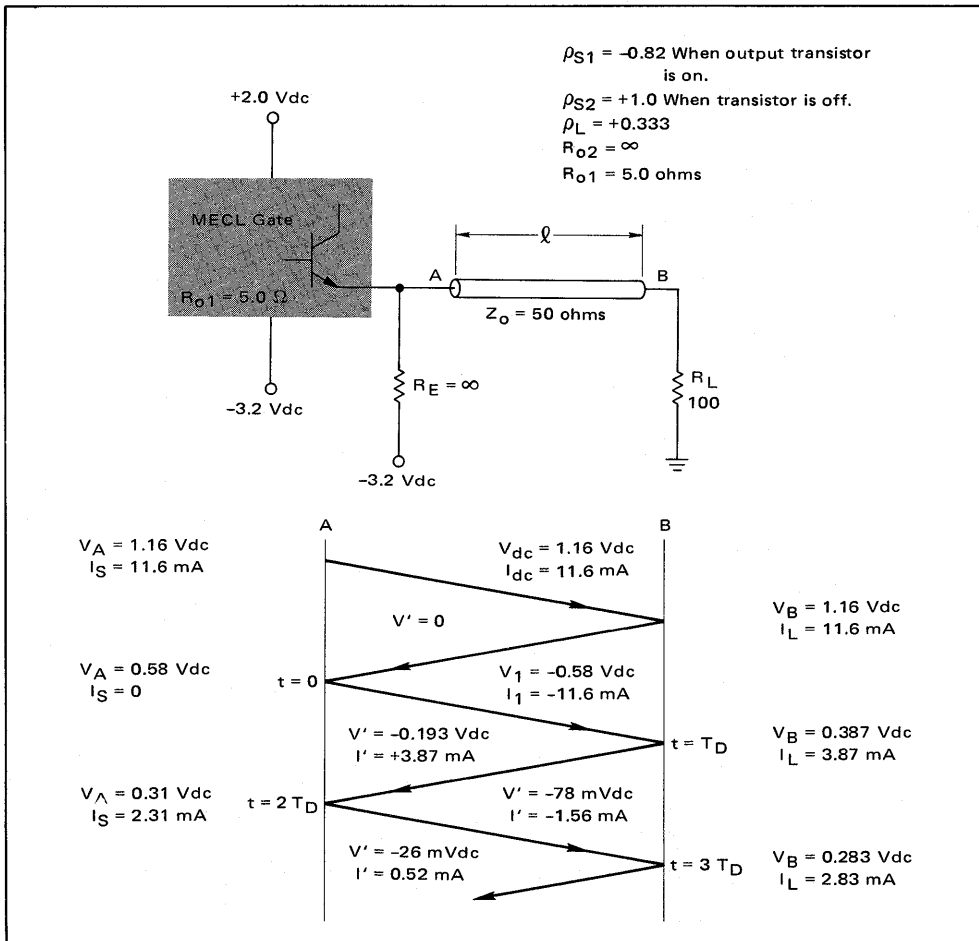 ρS1 = –0.82 When output transistor
is on.
ρS2 = +1.0 When transistor is off.
ρL = +0.333
Ro2 = ∞
Ro1 = 5.0 ohms
+2.0 Vdc
MECL Gate
Ro1 = 5.0 Ω
–3.2 Vdc
RE = ∞
–3.2 Vdc
ℓ
A
B
Zo = 50 ohms
RL
100
A
B
VA = 1.16 Vdc
IS = 11.6 mA
Vdc = 1.16 Vdc
Idc = 11.6 mA
V' = 0
VB = 1.16 Vdc
IL = 11.6 mA
VA = 0.58 Vdc
IS = 0
t = 0
V1 = –0.58 Vdc
I1 = –11.6 mA
V' = –0.193 Vdc
I' = +3.87 mA
t = TD
VB = 0.387 Vdc
IL = 3.87 mA
VA = 0.31 Vdc
IS = 2.31 mA
t = 2 TD
V' = –78 mVdc
I' = –1.56 mA
V' = –26 mVdc
I' = 0.52 mA
t = 3 TD
VB = 0.283 Vdc
IL = 2.83 mA